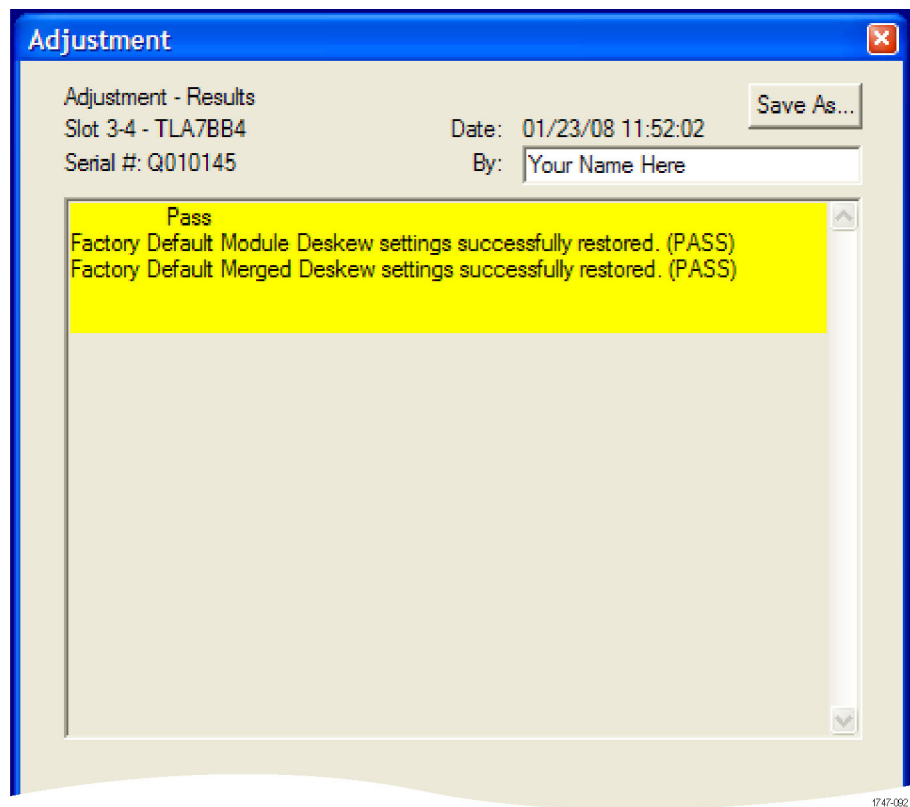 Adjustment
Adjustment - Results
Save As...
Slot 3-4 - TLA7BB4
Date: 01/23/08 11:52:02
Serial #: Q010145
By: Your Name Here
Pass
Factory Default Module Deskew settings successfully restored. (PASS)
Factory Default Merged Deskew settings successfully restored. (PASS)
1747-092